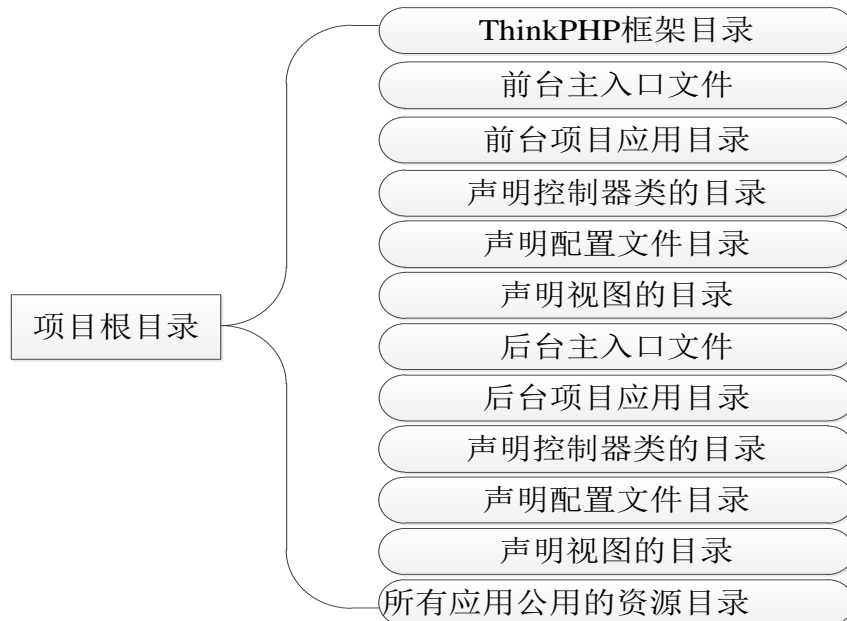 ThinkPHP框架目录
前台主入口文件
前台项目应用目录
声明控制器类的目录
声明配置文件目录
声明视图的目录
项目根目录
后台主入口文件
后台项目应用目录
声明控制器类的目录
声明配置文件目录
声明视图的目录
所有应用公用的资源目录